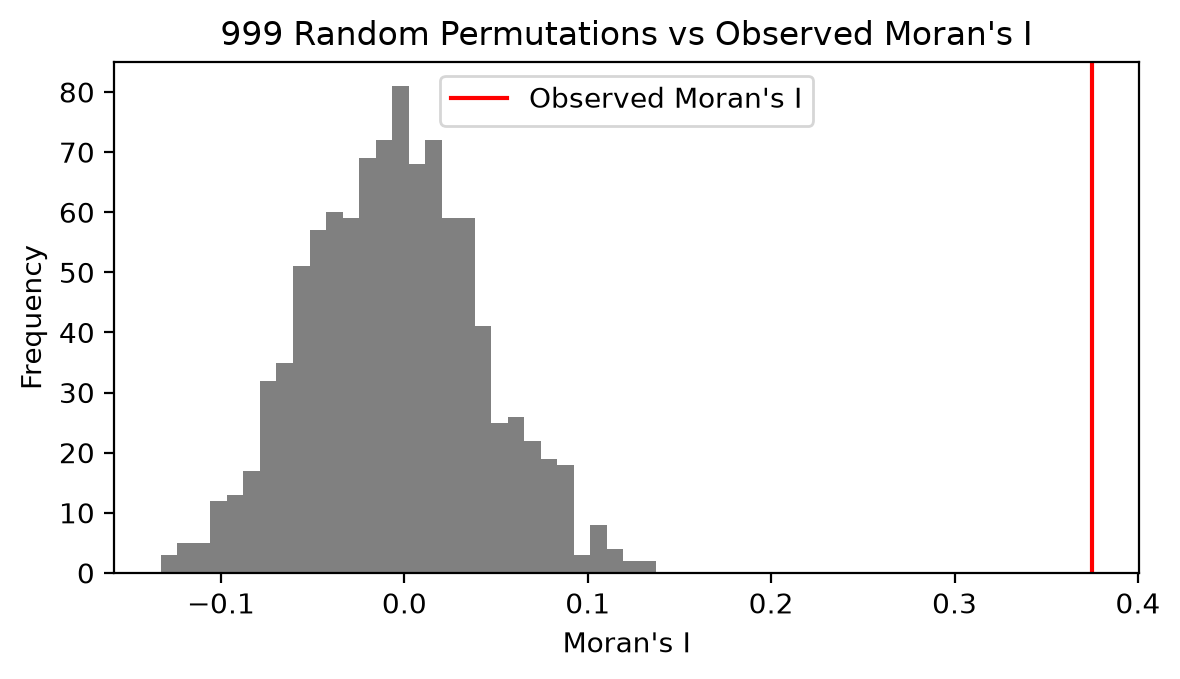 999 Random Permutations vs Observed Moran's I
Observed Moran's I
Frequency
80
70
60
50
40
30
20
10
0
−0.1 0.0 0.1 0.2 0.3 0.4
Moran's I